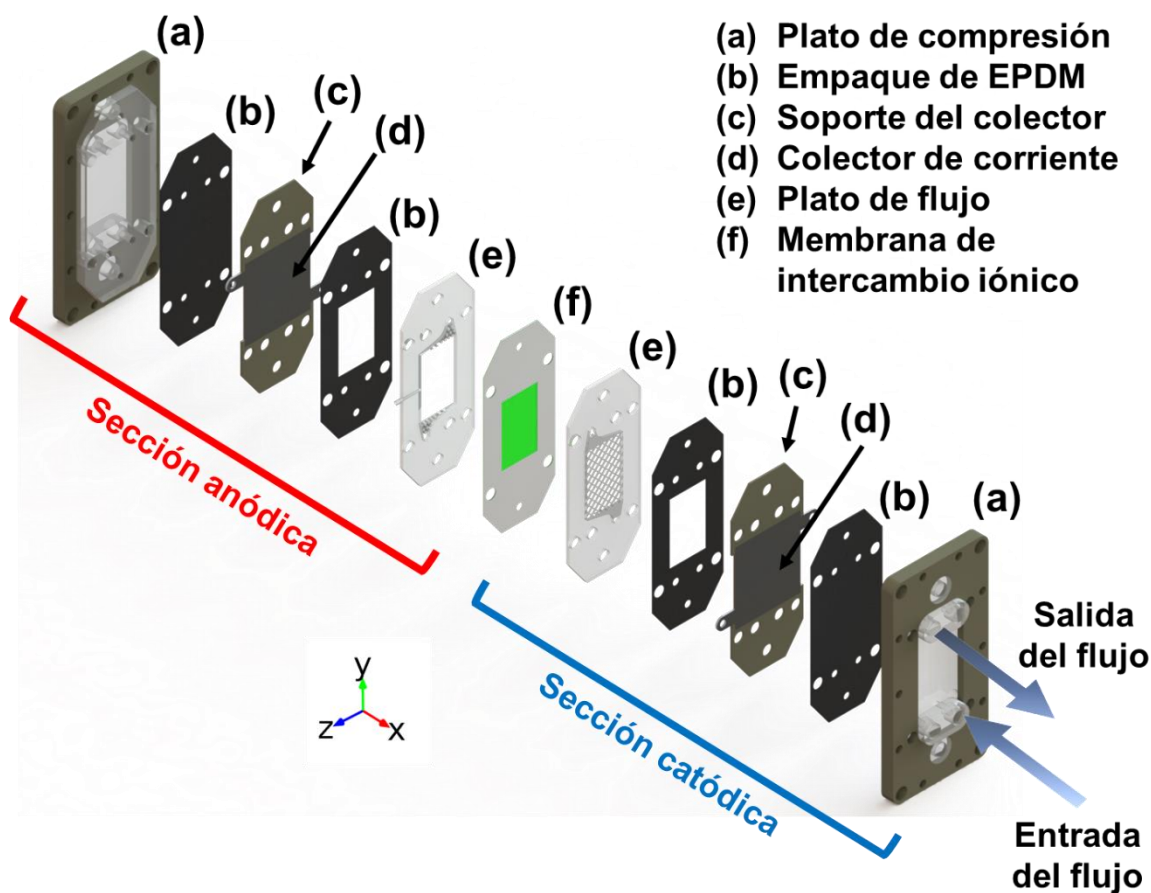 (a) Plato de compresión
(b) Empaque de EPDM
(c) Soporte del colector
(d) Colector de corriente
(e) Plato de flujo
(f) Membrana de
intercambio iónico
(a)
(b)
(c)
(d)
(b)
(e)
(f)
(e)
(b)
(c)
(d)
(b)
(a)
Sección anódica
Sección catódica
Salida
del flujo
Entrada
del flujo
y
z
x